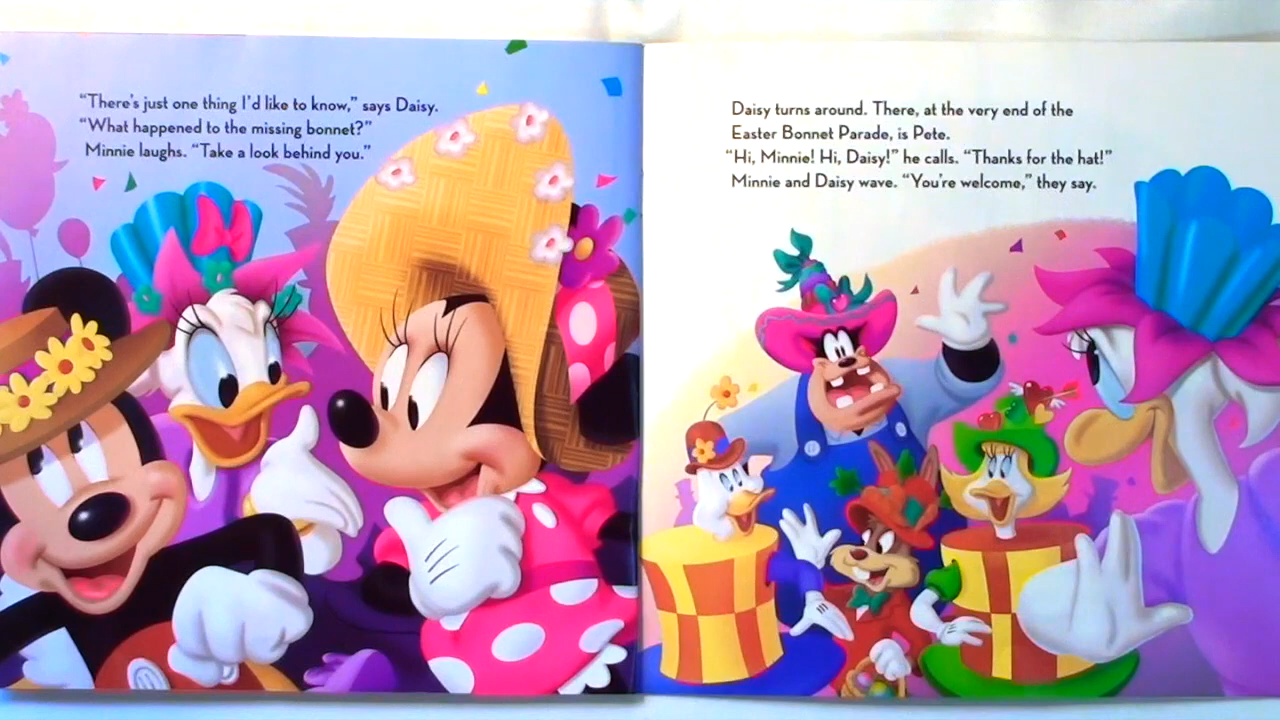 “There’s just one thing I’d like to know,” says Daisy.
“What happened to the missing bonnet?”
Minnie laughs. “Take a look behind you.”
Daisy turns around. There, at the very end of the
Easter Bonnet Parade, is Pete.
“Hi, Minnie! Hi, Daisy!” he calls. “Thanks for the hat!”
Minnie and Daisy wave. “You’re welcome,” they say.